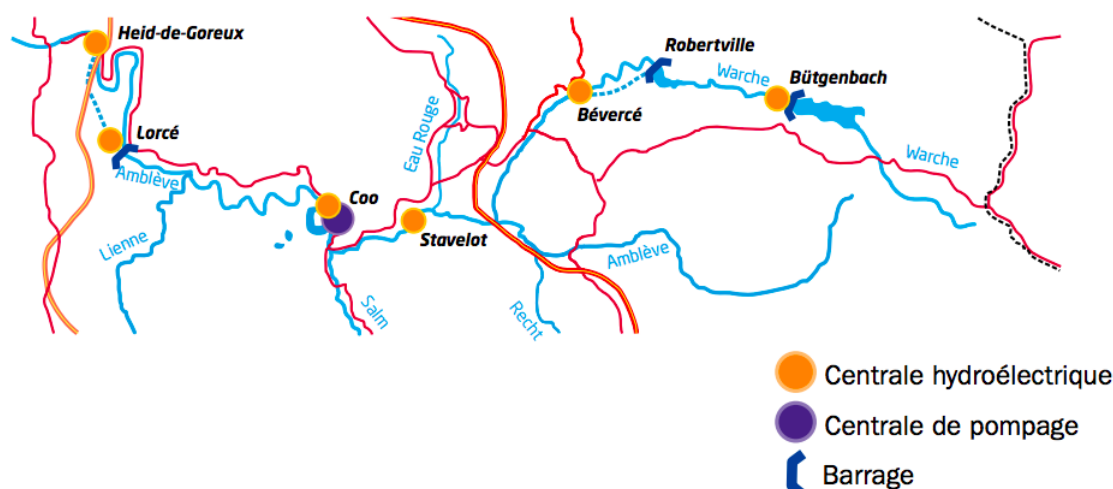 Heid-de-Goreux
Robertville
Warche
Bütgenbach
Bévercé
Lorcé
Eau Rouge
Warche
Amblève
Coo
Stavelot
Lienne
Amblève
Salm
Recht
Centrale hydroélectrique
Centrale de pompage
Barrage